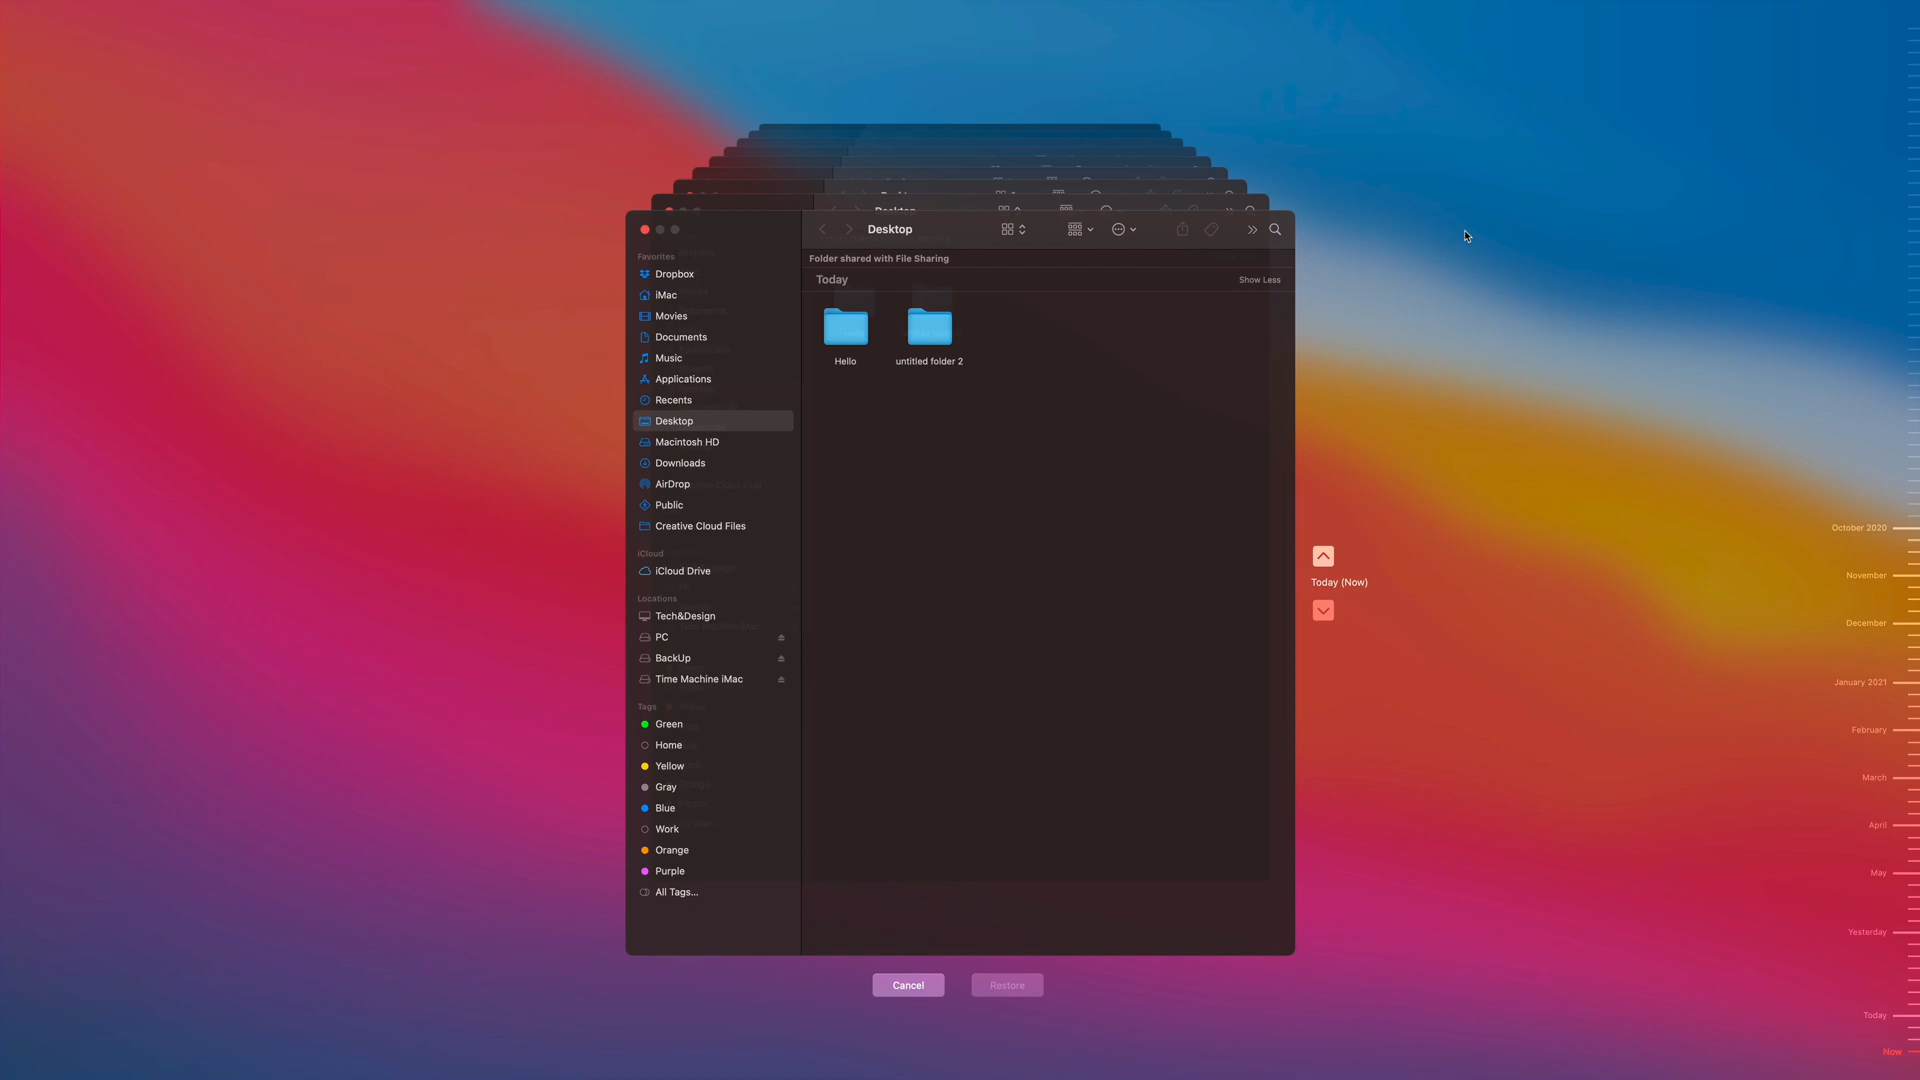 Desktop
Favorites
Dropbox
iMac
Movies
Documents
Music
Applications
Recents
Desktop
Macintosh HD
Downloads
AirDrop
Public
Creative Cloud Files
iCloud
iCloud Drive
Locations
Tech&Design
PC
BackUp
Time Machine iMac
Tags
Green
Home
Yellow
Gray
Blue
Work
Orange
Purple
All Tags...
Desktop
Folder shared with File Sharing
Today
Show Less
Hello
untitled folder 2
Today (Now)
Cancel
Restore
October 2020
November
December
January 2021
February
March
April
May
Yesterday
Today
Now